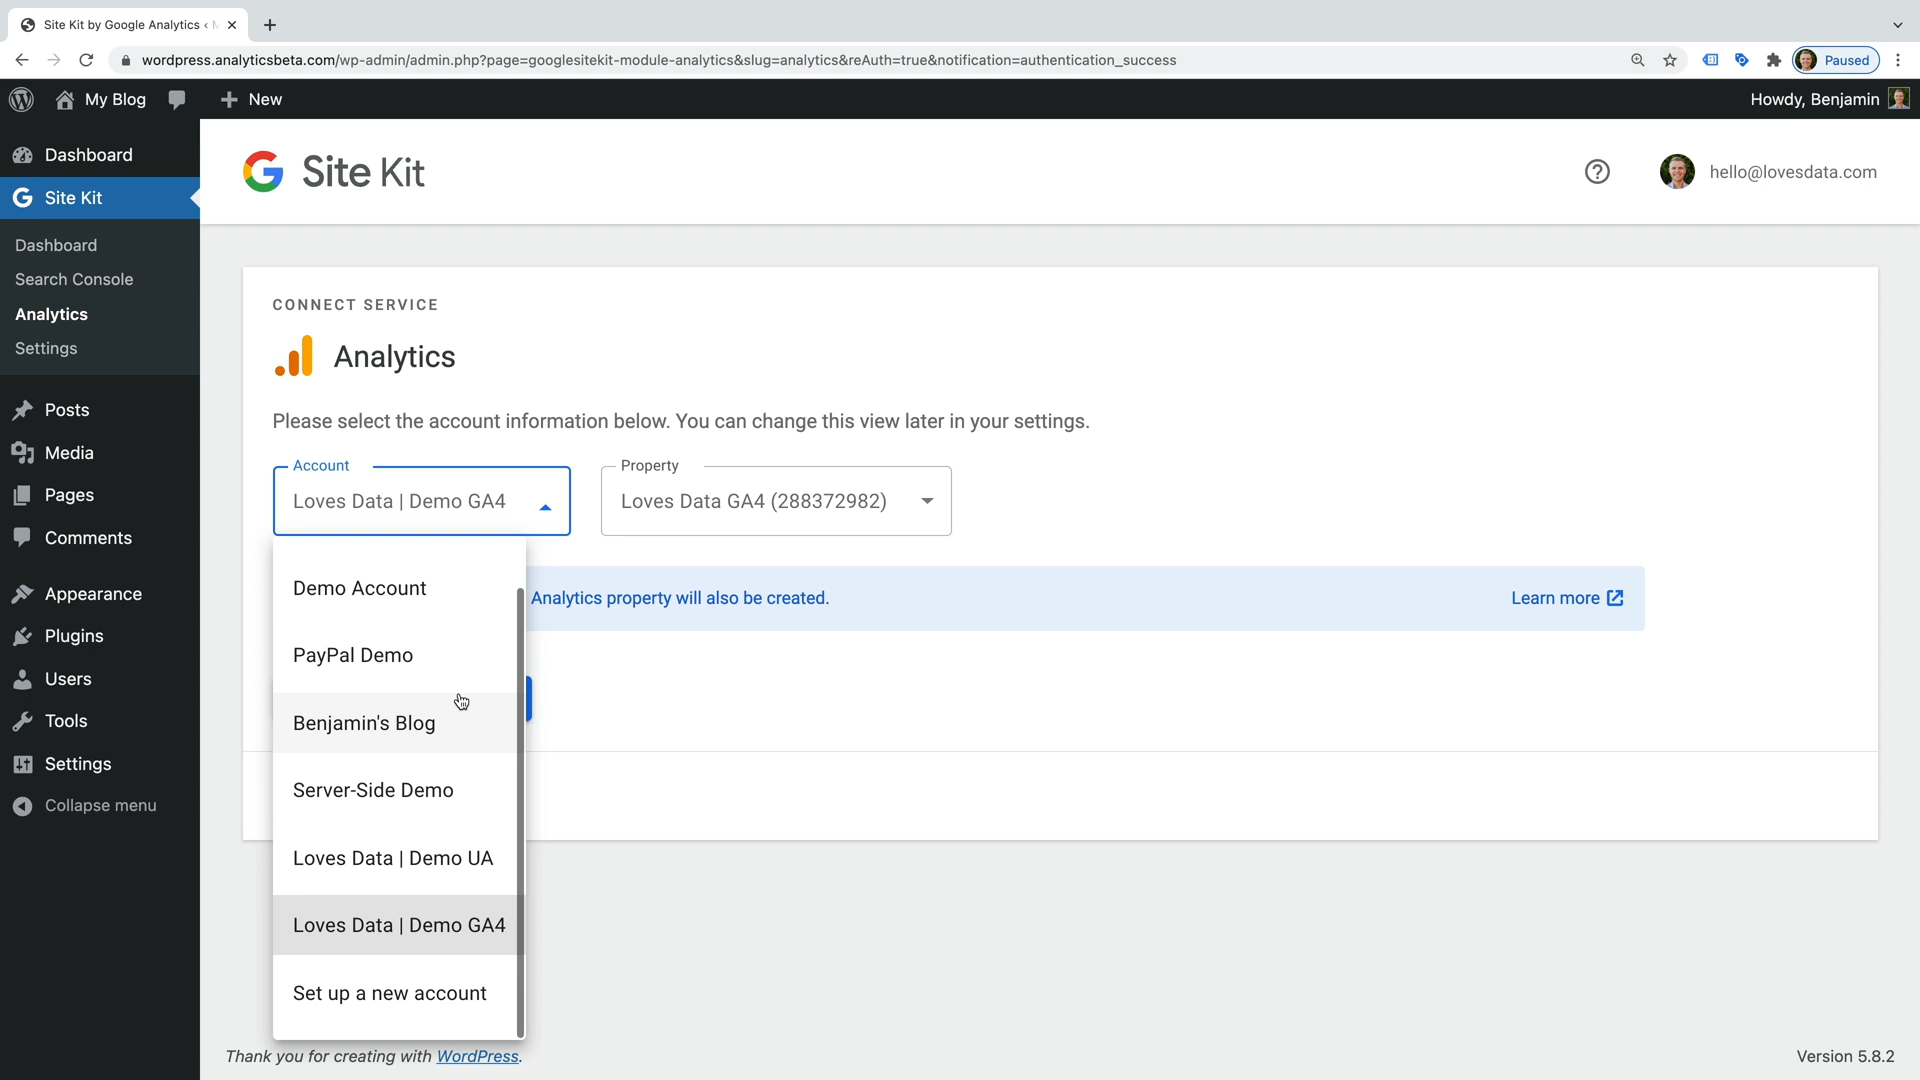 Site Kit by Google Analytics ‹
wordpress.analyticsbeta.com/wp-admin/admin.php?page=googlesitekit-module-analytics&slug=analytics&reAuth=true&notification=authentication_success
Paused
My Blog
New
Howdy, Benjamin
Dashboard
Site Kit
Dashboard
Search Console
Analytics
Settings
Posts
Media
Pages
Comments
Appearance
Plugins
Users
Tools
Settings
Collapse menu
Site Kit
hello@lovesdata.com
CONNECT SERVICE
Analytics
Please select the account information below. You can change this view later in your settings.
Account
Loves Data | Demo GA4
Property
Loves Data GA4 (288372982)
Analytics property will also be created.
Learn more
Demo Account
PayPal Demo
Benjamin's Blog
Server-Side Demo
Loves Data | Demo UA
Loves Data | Demo GA4
Set up a new account
Thank you for creating with WordPress.
Version 5.8.2